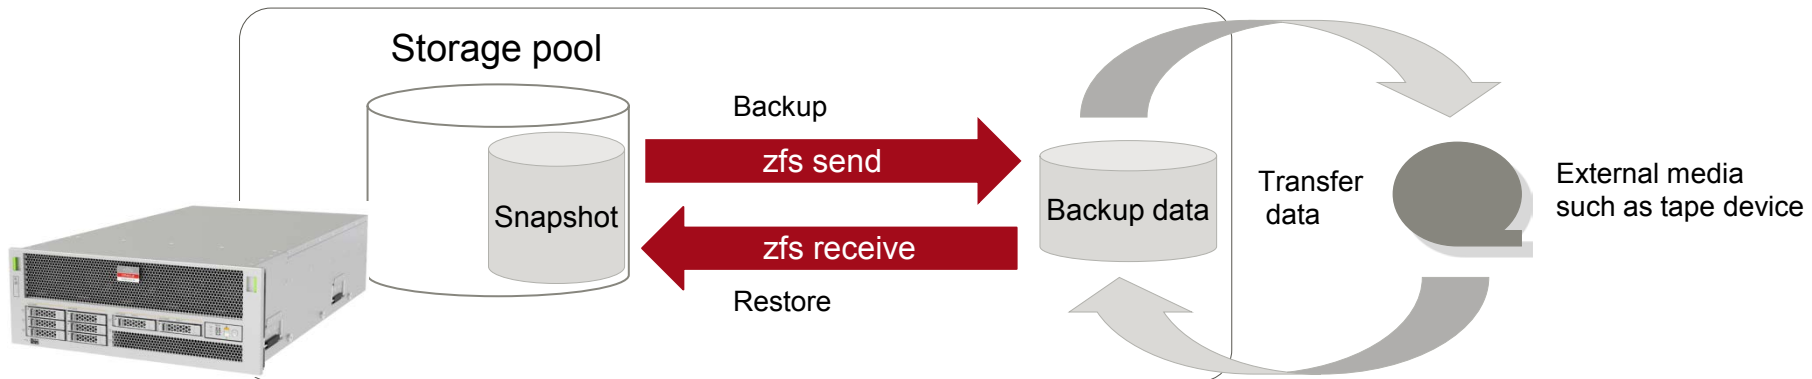 Storage pool
Backup
zfs send
Snapshot
zfs receive
Restore
Backup data
Transfer
data
External media
such as tape device